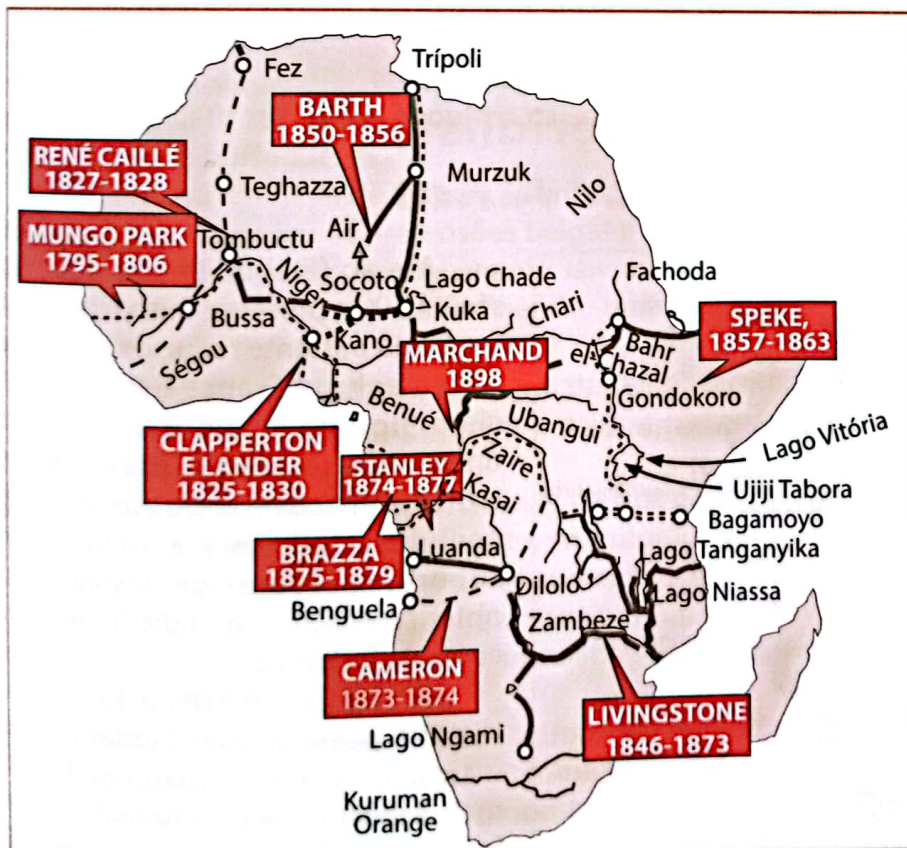 Trípoli
Fez
BARTH
1850-1856
RENÉ CAILLÉ
1827-1828
Murzuk
Teghazza
Nilo
MUNGO PARK
1795-1806
Air
Tombuctu
Niger
Socoto
Lago Chade
Fachoda
Kuka
Chari
Bussa
Kano
SPEKE,
1857-1863
Bahr
el
Ghazal
Ségou
MARCHAND
1898
Gondokoro
Benué
Ubangui
Lago Vitória
CLAPPERTON
E LANDER
1825-1830
Zaire
STANLEY
1874-1877
Kasai
Ujiji Tabora
Bagamoyo
BRAZZA
1875-1879
Luanda
Lago Tanganyika
Dilolo
Lago Niassa
Benguela
Zambeze
CAMERON
1873-1874
LIVINGSTONE
1846-1873
Lago Ngami
Kuruman
Orange